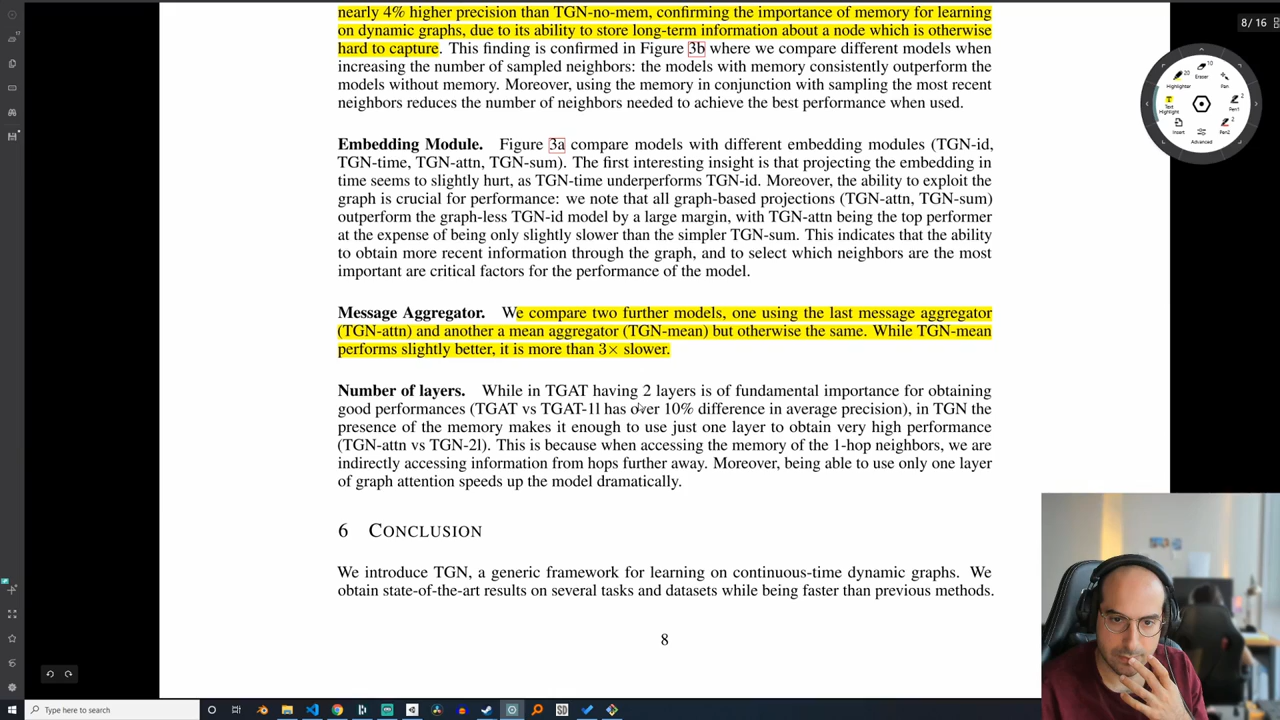 nearly 4% higher precision than TGN-no-mem, confirming the importance of memory for learning
on dynamic graphs, due to its ability to store long-term information about a node which is otherwise
hard to capture. This finding is confirmed in Figure 3b where we compare different models when
increasing the number of sampled neighbors: the models with memory consistently outperform the
models without memory. Moreover, using the memory in conjunction with sampling the most recent
neighbors reduces the number of neighbors needed to achieve the best performance when used.
Embedding Module. Figure 3a compare models with different embedding modules (TGN-id,
TGN-time, TGN-attn, TGN-sum). The first interesting insight is that projecting the embedding in
time seems to slightly hurt, as TGN-time underperforms TGN-id. Moreover, the ability to exploit the
graph is crucial for performance: we note that all graph-based projections (TGN-attn, TGN-sum)
outperform the graph-less TGN-id model by a large margin, with TGN-attn being the top performer
at the expense of being only slightly slower than the simpler TGN-sum. This indicates that the ability
to obtain more recent information through the graph, and to select which neighbors are the most
important are critical factors for the performance of the model.
Message Aggregator. We compare two further models, one using the last message aggregator
(TGN-attn) and another a mean aggregator (TGN-mean) but otherwise the same. While TGN-mean
performs slightly better, it is more than 3× slower.
Number of layers. While in TGAT having 2 layers is of fundamental importance for obtaining
good performances (TGAT vs TGAT-1l has over 10% difference in average precision), in TGN the
presence of the memory makes it enough to use just one layer to obtain very high performance
(TGN-attn vs TGN-2l). This is because when accessing the memory of the 1-hop neighbors, we are
indirectly accessing information from hops further away. Moreover, being able to use only one layer
of graph attention speeds up the model dramatically.
6 CONCLUSION
We introduce TGN, a generic framework for learning on continuous-time dynamic graphs. We
obtain state-of-the-art results on several tasks and datasets while being faster than previous methods.
8
8 / 16
Highlighter
20
Eraser
10
Pan
Text Highlight
Pen1
2
Insert
Pen2
2
Advanced
Type here to search
SD